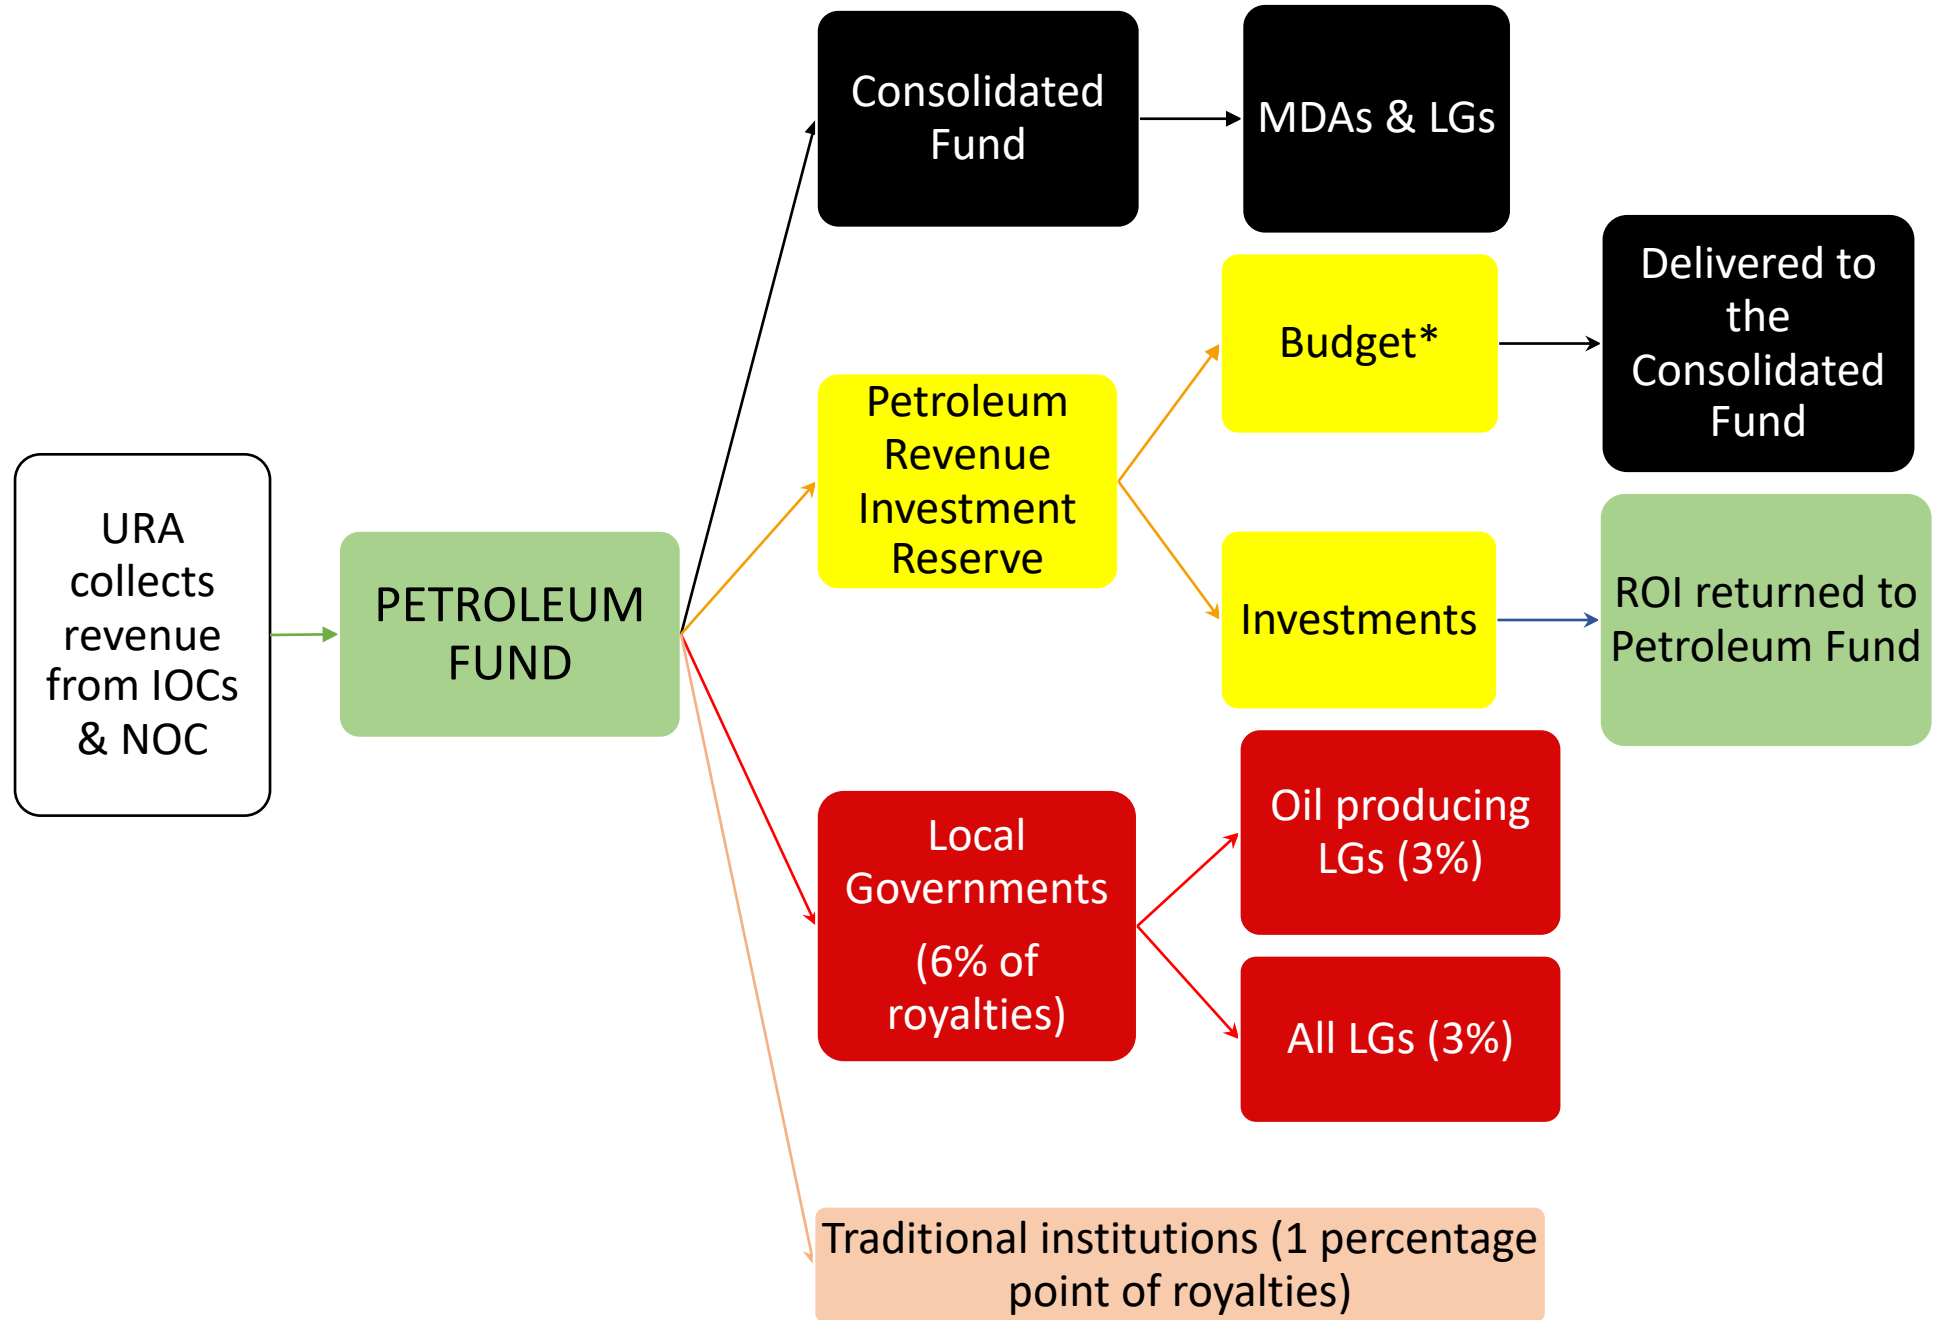 URA
collects
revenue
from IOCs
& NOC
PETROLEUM
FUND
Consolidated
Fund
MDAs & LGs
Petroleum
Revenue
Investment
Reserve
Budget*
Delivered to
the
Consolidated
Fund
Investments
ROI returned to
Petroleum Fund
Local
Governments
(6% of
royalties)
Oil producing
LGs (3%)
All LGs (3%)
Traditional institutions (1 percentage
point of royalties)